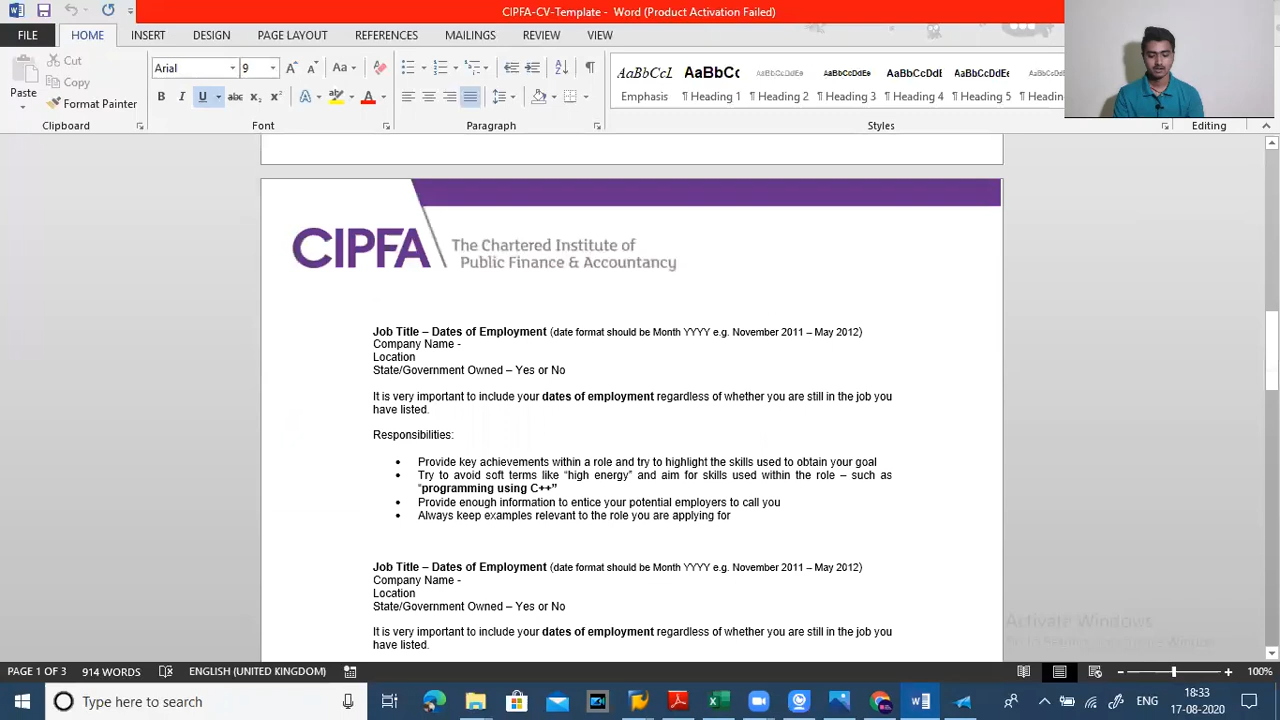 CIPFA-CV-Template - Word (Product Activation Failed)
FILE HOME INSERT DESIGN PAGE LAYOUT REFERENCES MAILINGS REVIEW VIEW
Cut
Copy
Paste
Format Painter
Arial 9
Aa
B I U abc x₂ x²
AaBbCcL AaBbCc AaBbCcDdEe AaBbCcDdEe AaBbCcDdE AaBbCcDdEe
Emphasis ¶ Heading 1 ¶ Heading 2 ¶ Heading 3 ¶ Heading 4 ¶ Heading 5
Clipboard Font Paragraph Styles Editing
CIPFA
The Chartered Institute of
Public Finance & Accountancy
Job Title – Dates of Employment (date format should be Month YYYY e.g. November 2011 – May 2012)
Company Name -
Location
State/Government Owned – Yes or No
It is very important to include your dates of employment regardless of whether you are still in the job you
have listed.
Responsibilities:
• Provide key achievements within a role and try to highlight the skills used to obtain your goal
• Try to avoid soft terms like “high energy” and aim for skills used within the role – such as
“programming using C++”
• Provide enough information to entice your potential employers to call you
• Always keep examples relevant to the role you are applying for
Job Title – Dates of Employment (date format should be Month YYYY e.g. November 2011 – May 2012)
Company Name -
Location
State/Government Owned – Yes or No
It is very important to include your dates of employment regardless of whether you are still in the job you
have listed.
Activate Windows
PAGE 1 OF 3 914 WORDS ENGLISH (UNITED KINGDOM) 100%
Type here to search
ENG
18:33
17-08-2020